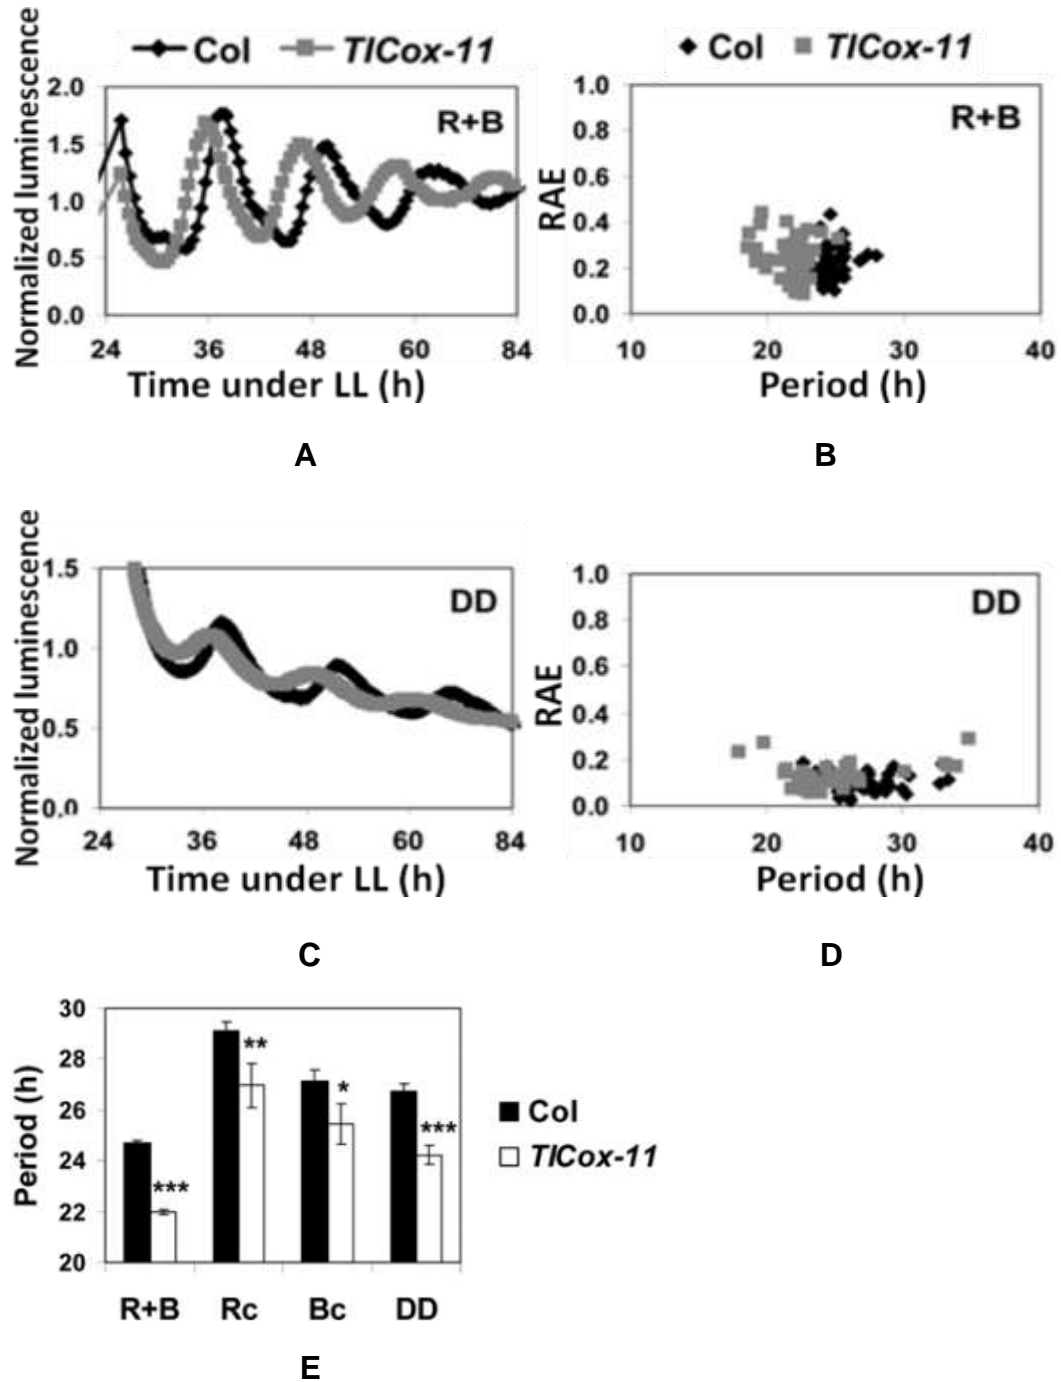 Col TICox-11
Normalized luminescence
2.0
1.5
1.0
0.5
0.0
R+B
24 36 48 60 84
Time under LL (h)
A
Col TICox-11
RAE
1.0
0.8
0.6
0.4
0.2
0.0
R+B
10 20 30 40
Period (h)
B
Normalized luminescence
1.5
1.0
0.5
0.0
DD
24 36 48 60 84
Time under LL (h)
C
RAE
1.0
0.8
0.6
0.4
0.2
0.0
DD
10 20 30 40
Period (h)
D
Period (h)
30
28
26
24
22
20
***
**
*
***
R+B Rc Bc DD
Col
TICox-11
E